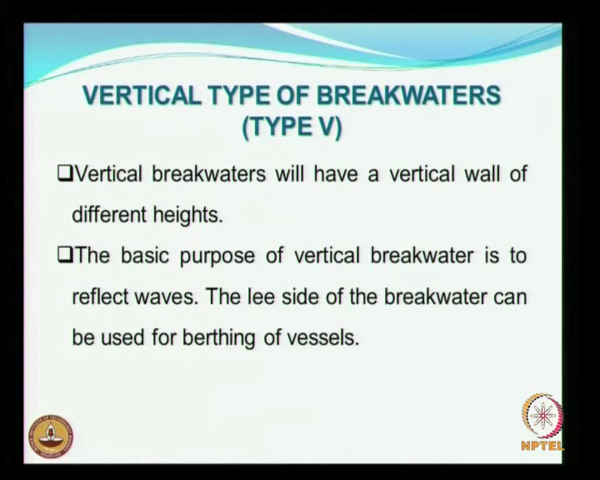 VERTICAL TYPE OF BREAKWATERS
(TYPE V)
❑Vertical breakwaters will have a vertical wall of
different heights.
❑The basic purpose of vertical breakwater is to
reflect waves. The lee side of the breakwater can
be used for berthing of vessels.
NPTEL